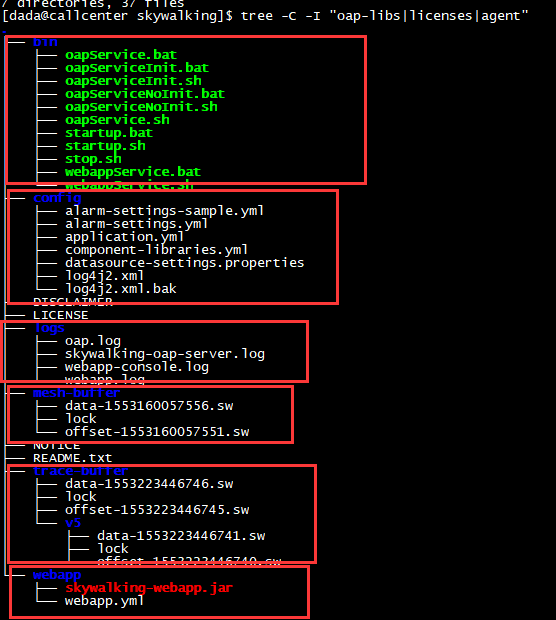 7 directories, 37 files
[dada@callcenter skywalking]$ tree -C -I "oap-libs|licenses|agent"
.
├── bin
│   ├── oapService.bat
│   ├── oapServiceInit.bat
│   ├── oapServiceInit.sh
│   ├── oapServiceNoInit.bat
│   ├── oapServiceNoInit.sh
│   ├── oapService.sh
│   ├── startup.bat
│   ├── startup.sh
│   ├── stop.sh
│   ├── webappService.bat
│   └── webappService.sh
├── config
│   ├── alarm-settings-sample.yml
│   ├── alarm-settings.yml
│   ├── application.yml
│   ├── component-libraries.yml
│   ├── datasource-settings.properties
│   ├── log4j2.xml
│   └── log4j2.xml.bak
├── DISCLAIMER
├── LICENSE
├── logs
│   ├── oap.log
│   ├── skywalking-oap-server.log
│   ├── webapp-console.log
│   └── webapp.log
├── mesh-buffer
│   ├── data-1553160057556.sw
│   ├── lock
│   └── offset-1553160057551.sw
├── NOTICE
├── README.txt
├── trace-buffer
│   ├── data-1553223446746.sw
│   ├── lock
│   ├── offset-1553223446745.sw
│   └── v5
│       ├── data-1553223446741.sw
│       ├── lock
│       └── offset-1553223446740.sw
└── webapp
    ├── skywalking-webapp.jar
    └── webapp.yml